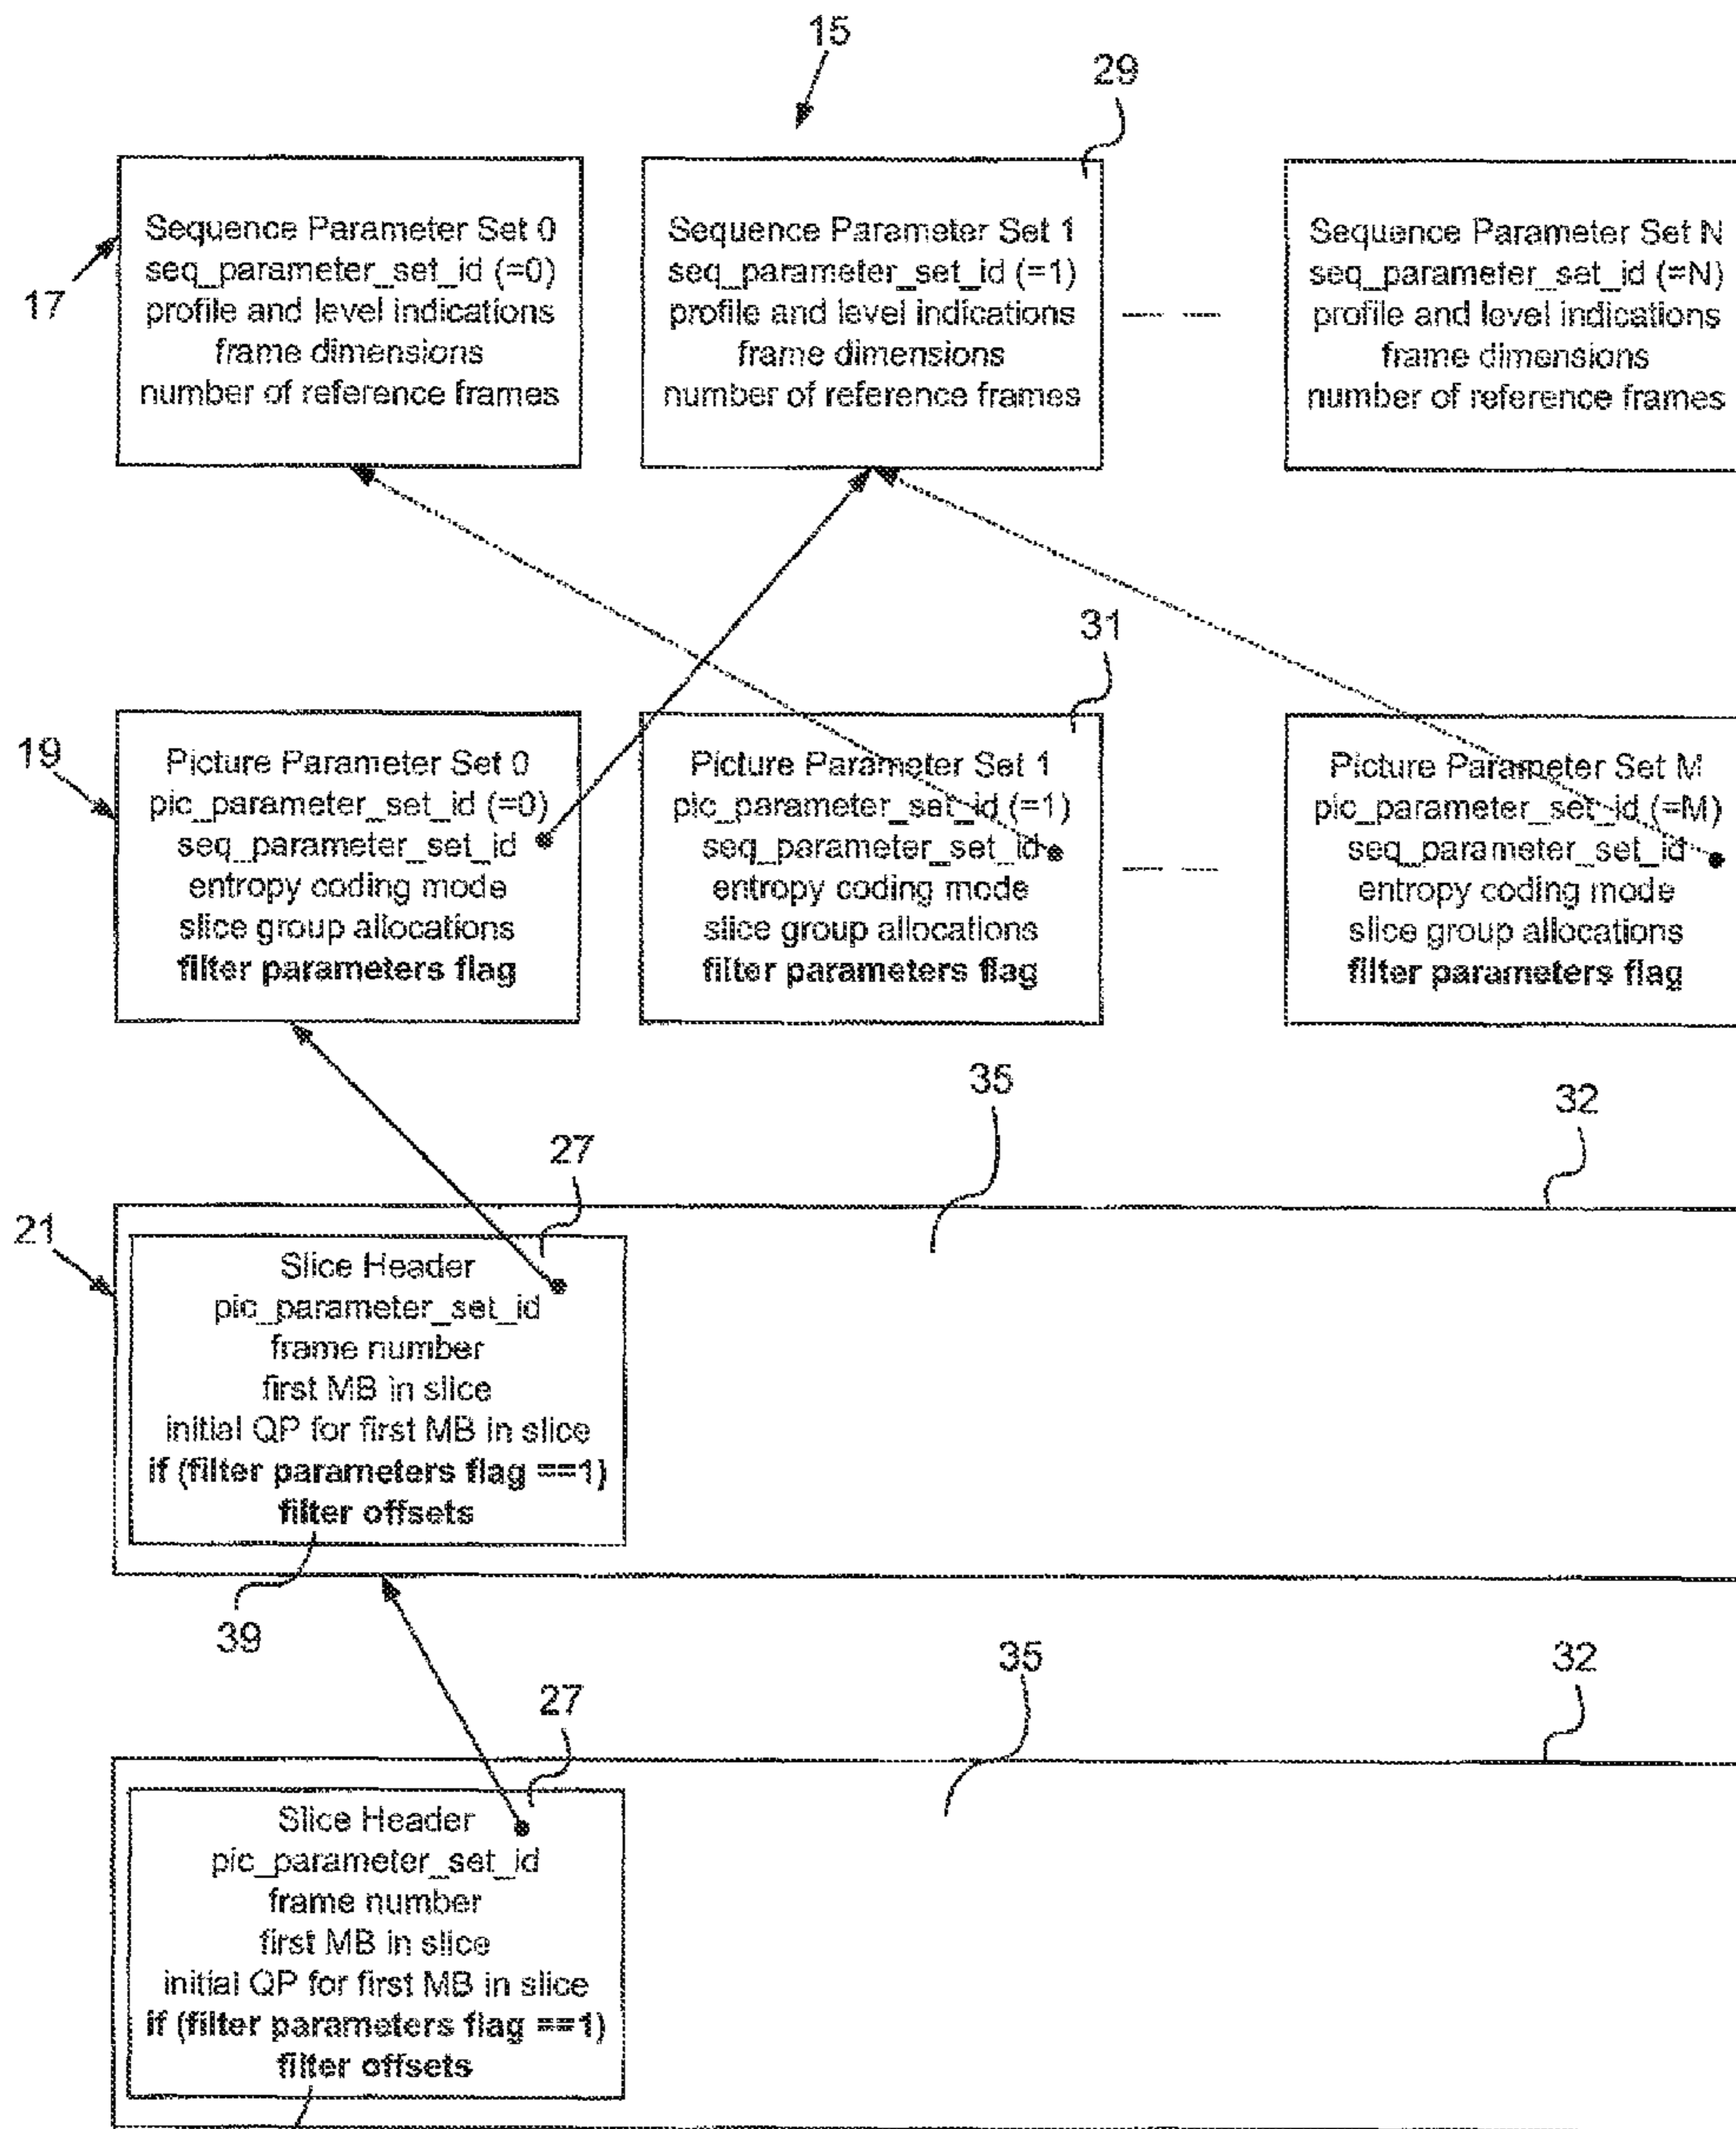 15
29
Sequence Parameter Set 0
seq_parameter_set_id (=0)
profile and level indications
frame dimensions
number of reference frames
Sequence Parameter Set 1
seq_parameter_set_id (=1)
profile and level indications
frame dimensions
number of reference frames
Sequence Parameter Set N
seq_parameter_set_id (=N)
profile and level indications
frame dimensions
number of reference frames
17
31
19
Picture Parameter Set 0
pic_parameter_set_id (=0)
seq_parameter_set_id
entropy coding mode
slice group allocations
filter parameters flag
Picture Parameter Set 1
pic_parameter_set_id (=1)
seq_parameter_set_id
entropy coding mode
slice group allocations
filter parameters flag
Picture Parameter Set M
pic_parameter_set_id (=M)
seq_parameter_set_id
entropy coding mode
slice group allocations
filter parameters flag
35
32
27
21
Slice Header
pic_parameter_set_id
frame number
first MB in slice
initial QP for first MB in slice
if (filter parameters flag ==1)
filter offsets
39
35
32
27
Slice Header
pic_parameter_set_id
frame number
first MB in slice
initial QP for first MB in slice
if (filter parameters flag ==1)
filter offsets